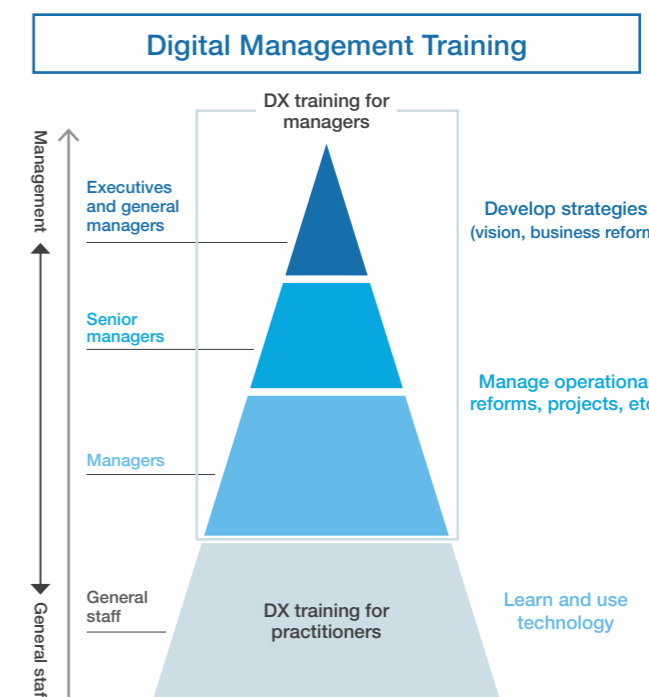 Digital Management Training
DX training for
managers
Management
Executives
and general
managers
Develop strategies
(vision, business reform
Senior
managers
Manage operationa
reforms, projects, etc
Managers
General
staff
DX training for
practitioners
Learn and use
technology
General staf